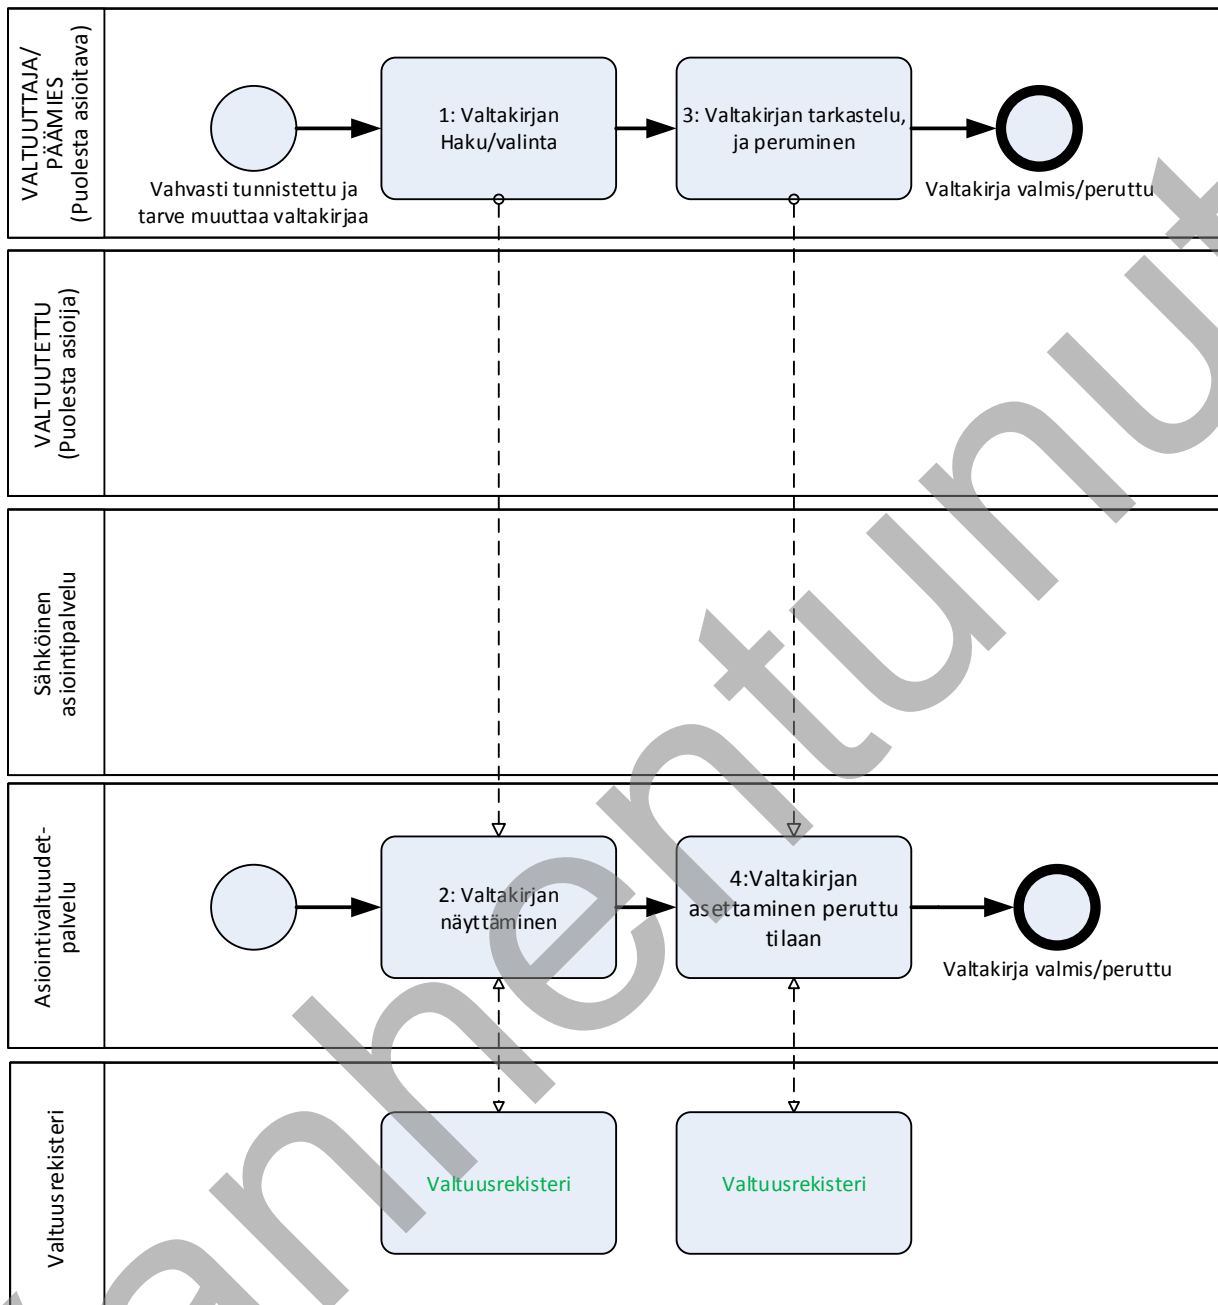 VALTUUTTAJA/
PÄÄMIES
(Puolesta asioitava)
Vahvasti tunnistettu ja
tarve muuttaa valtakirjaa
1: Valtakirjan
Haku/valinta
3: Valtakirjan tarkastelu,
ja peruminen
Valtakirja valmis/peruttu
VALTUUTETTU
(Puolesta asioija)
Sähköinen
asiointipalvelu
Asiointivaltuudet-
palvelu
2: Valtakirjan
näyttäminen
4:Valtakirjan
asettaminen peruttu
tilaan
Valtakirja valmis/peruttu
Valtuusrekisteri
Valtuusrekisteri
Valtuusrekisteri
anhentunut